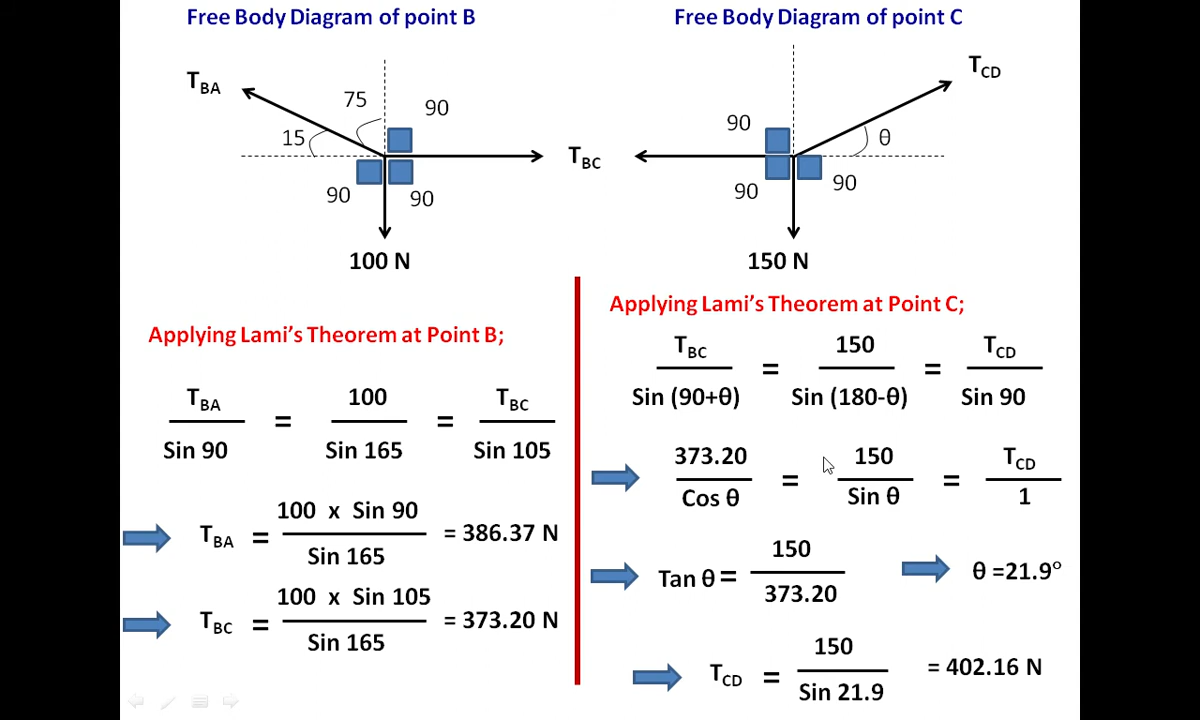 Free Body Diagram of point B
T_BA
75
90
15
T_BC
90
90
100 N
Applying Lami's Theorem at Point B;
T_BA / Sin 90 = 100 / Sin 165 = T_BC / Sin 105
T_BA = 100 x Sin 90 / Sin 165 = 386.37 N
T_BC = 100 x Sin 105 / Sin 165 = 373.20 N
Free Body Diagram of point C
T_CD
90
θ
90
90
150 N
Applying Lami's Theorem at Point C;
T_BC / Sin (90+θ) = 150 / Sin (180-θ) = T_CD / Sin 90
373.20 / Cos θ = 150 / Sin θ = T_CD / 1
Tan θ = 150 / 373.20
θ =21.9°
T_CD = 150 / Sin 21.9 = 402.16 N